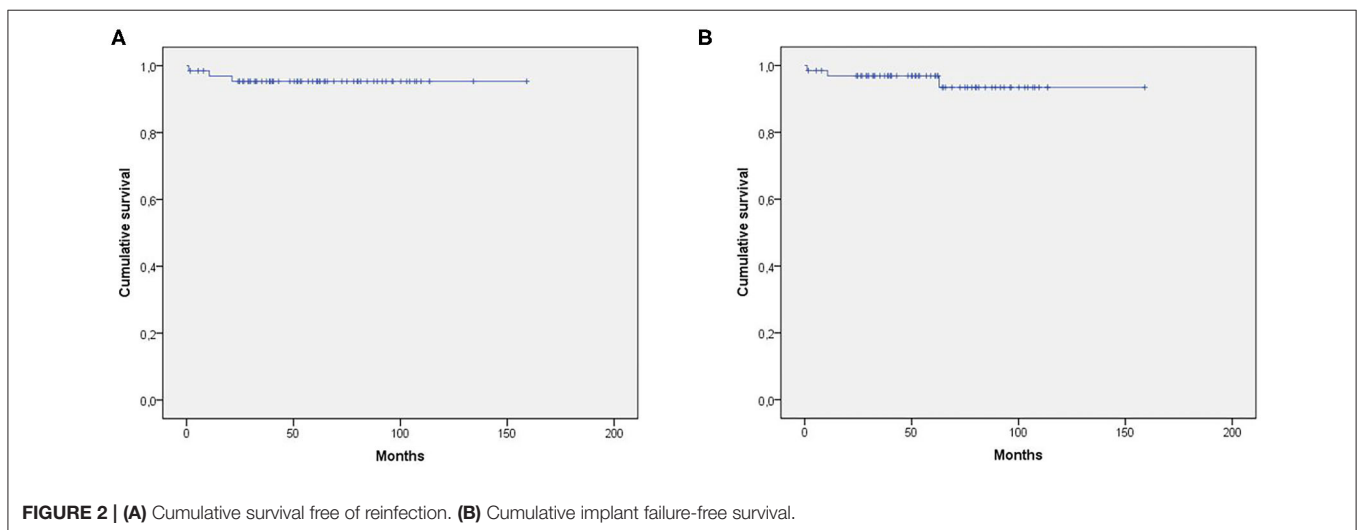 A
Cumulative survival
1,0
0,8
0,6
0,4
0,2
0,0
0 50 100 150 200
Months
B
Cumulative survival
1,0
0,8
0,6
0,4
0,2
0,0
0 50 100 150 200
Months
FIGURE 2 | (A) Cumulative survival free of reinfection. (B) Cumulative implant failure-free survival.